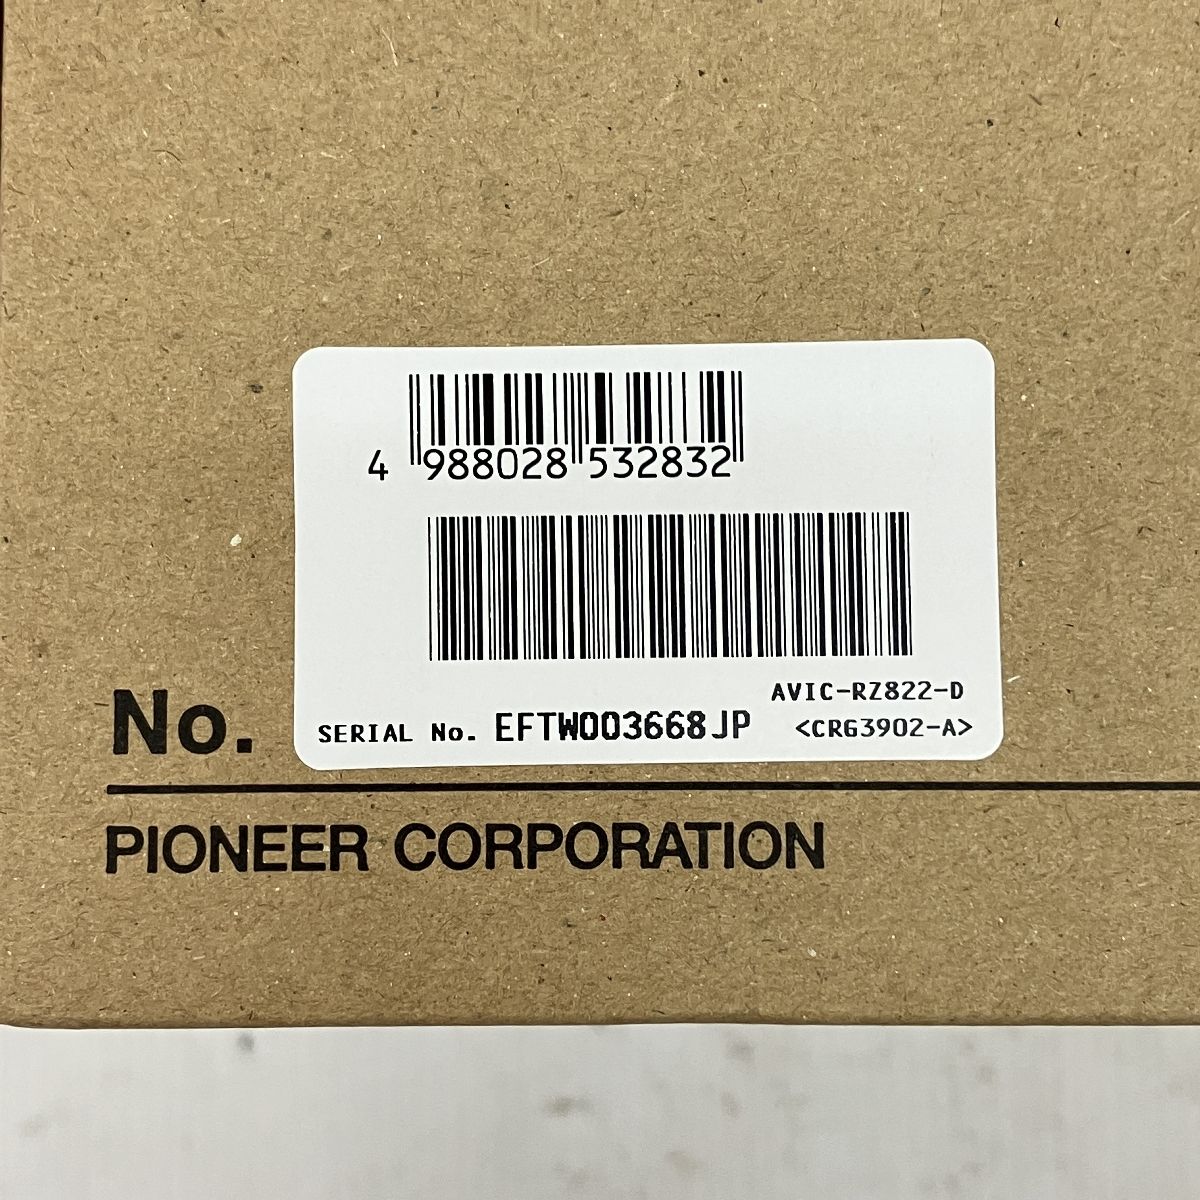 4 988028 532832
AVIC-RZ822-D
No.
SERIAL No. EFTW003668JP <CRG3902-A>
PIONEER CORPORATION